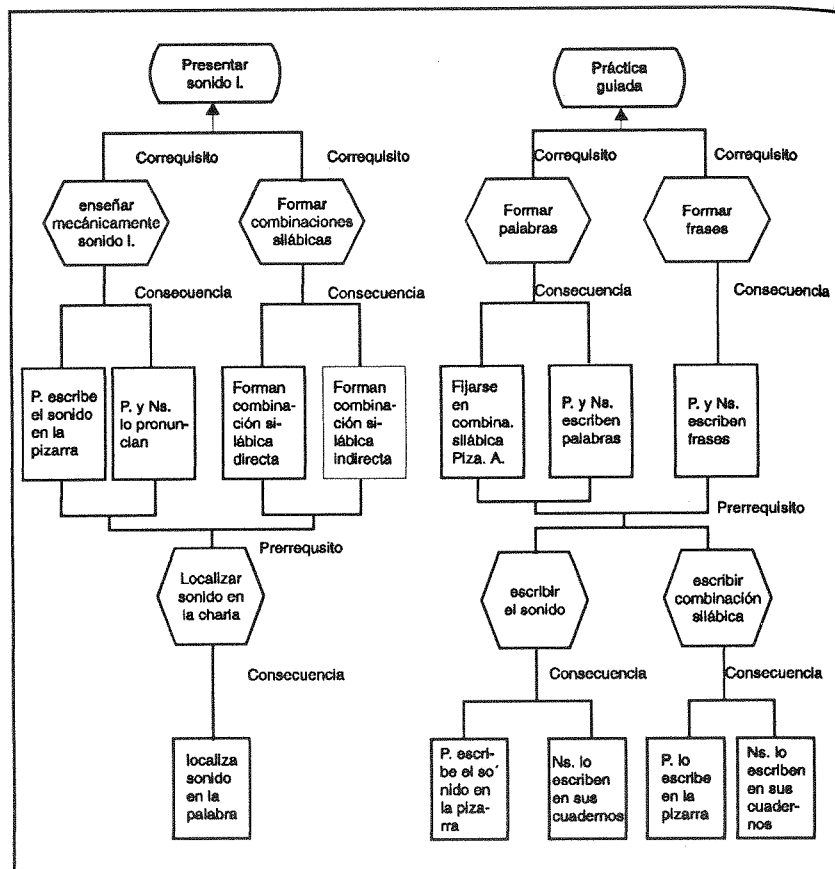 Presentar
sonido l.
Práctica
guiada
Correquisito
Correquisito
Correquisito
Correquisito
enseñar
mecánicamente
sonido l.
Formar
combinaciones
silábicas
Formar
palabras
Formar
frases
Consecuencia
Consecuencia
Consecuencia
Consecuencia
P. escribe
el sonido
en la
pizarra
P. y Ns.
lo pronun-
cian
Forman
combina-
ción si-
lábica
directa
Forman
combina-
ción si-
lábica
indirecta
Fijarse
en
combina.
silábica
Piza. A.
P. y Ns.
escriben
palabras
P. y Ns.
escriben
frases
Prerrequsito
Prerrequisito
Localizar
sonido en
la charla
escribir
el sonido
escribir
combinación
silábica
Consecuencia
Consecuencia
Consecuencia
localiza
sonido
en la
palabra
P. escri-
be el so´
nido en
la piza-
rra
Ns. lo
escriben
en sus
cuadernos
P. lo
escribe
en la
pizarra
Ns. lo
escriben
en sus
cuader-
nos